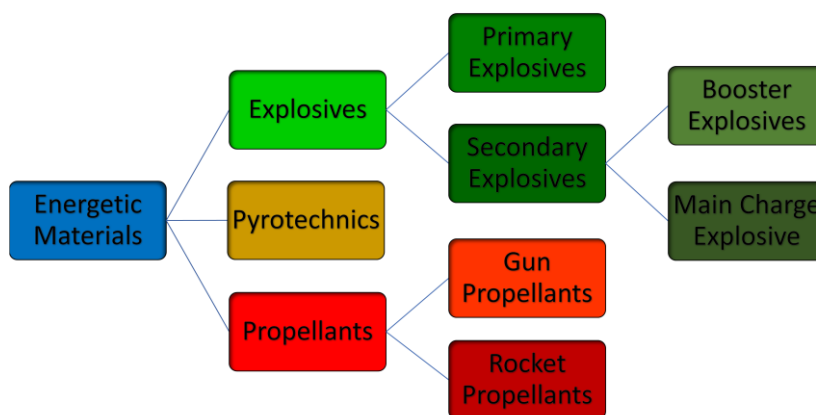 Energetic
Materials
Explosives
Pyrotechnics
Propellants
Primary
Explosives
Secondary
Explosives
Gun
Propellants
Rocket
Propellants
Booster
Explosives
Main Charge
Explosive